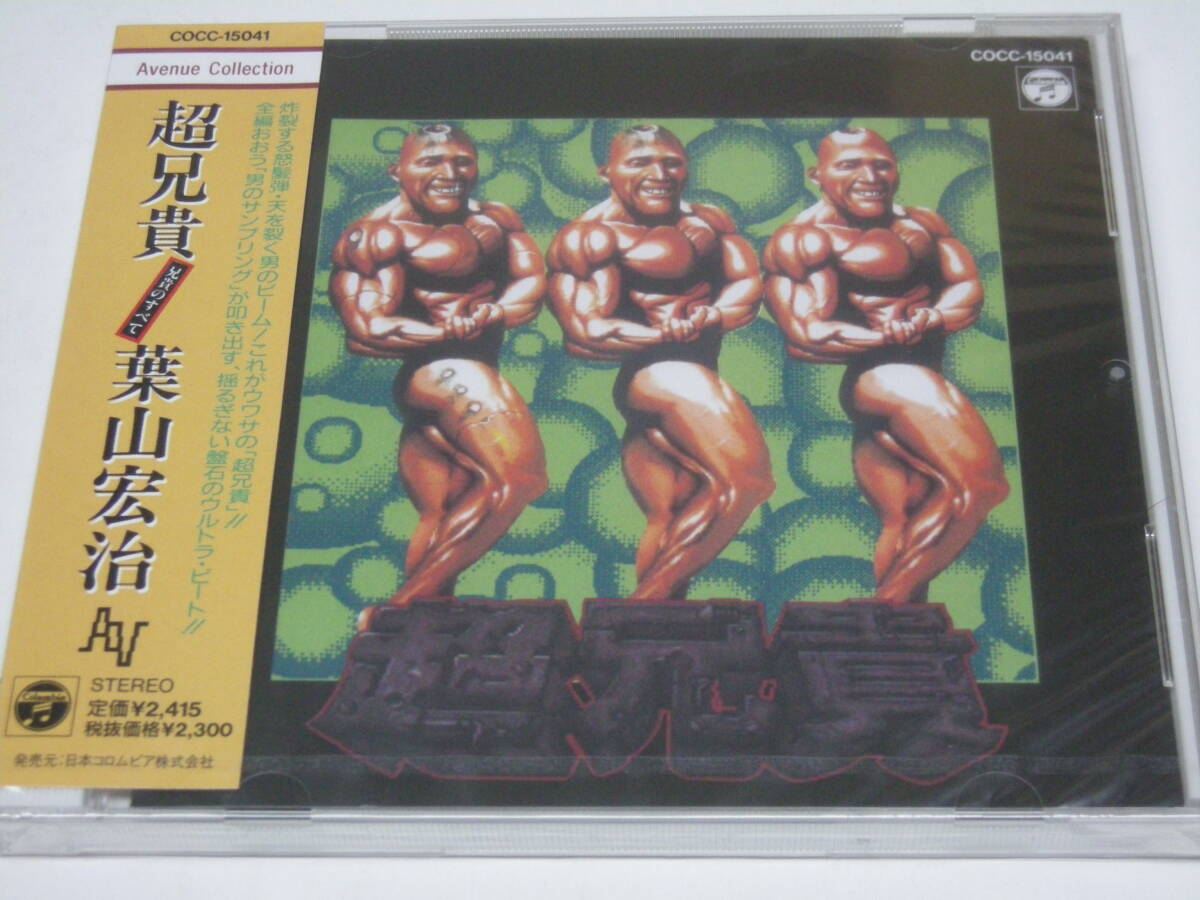 COCC-15041
Avenue Collection
炸裂する怒髪弾・天を裂く男のビーム!これがウワサの「超兄貴」!!
全編おおう「男のサンプリング」が叩き出す、揺るぎない盤石のウルトラ・ビート!!
超兄貴
兄貴のすべて
葉山宏治
AV
Columbia
STEREO
定価¥2,415
税抜価格¥2,300
発売元:日本コロムビア株式会社
COCC-15041
Columbia
超兄貴